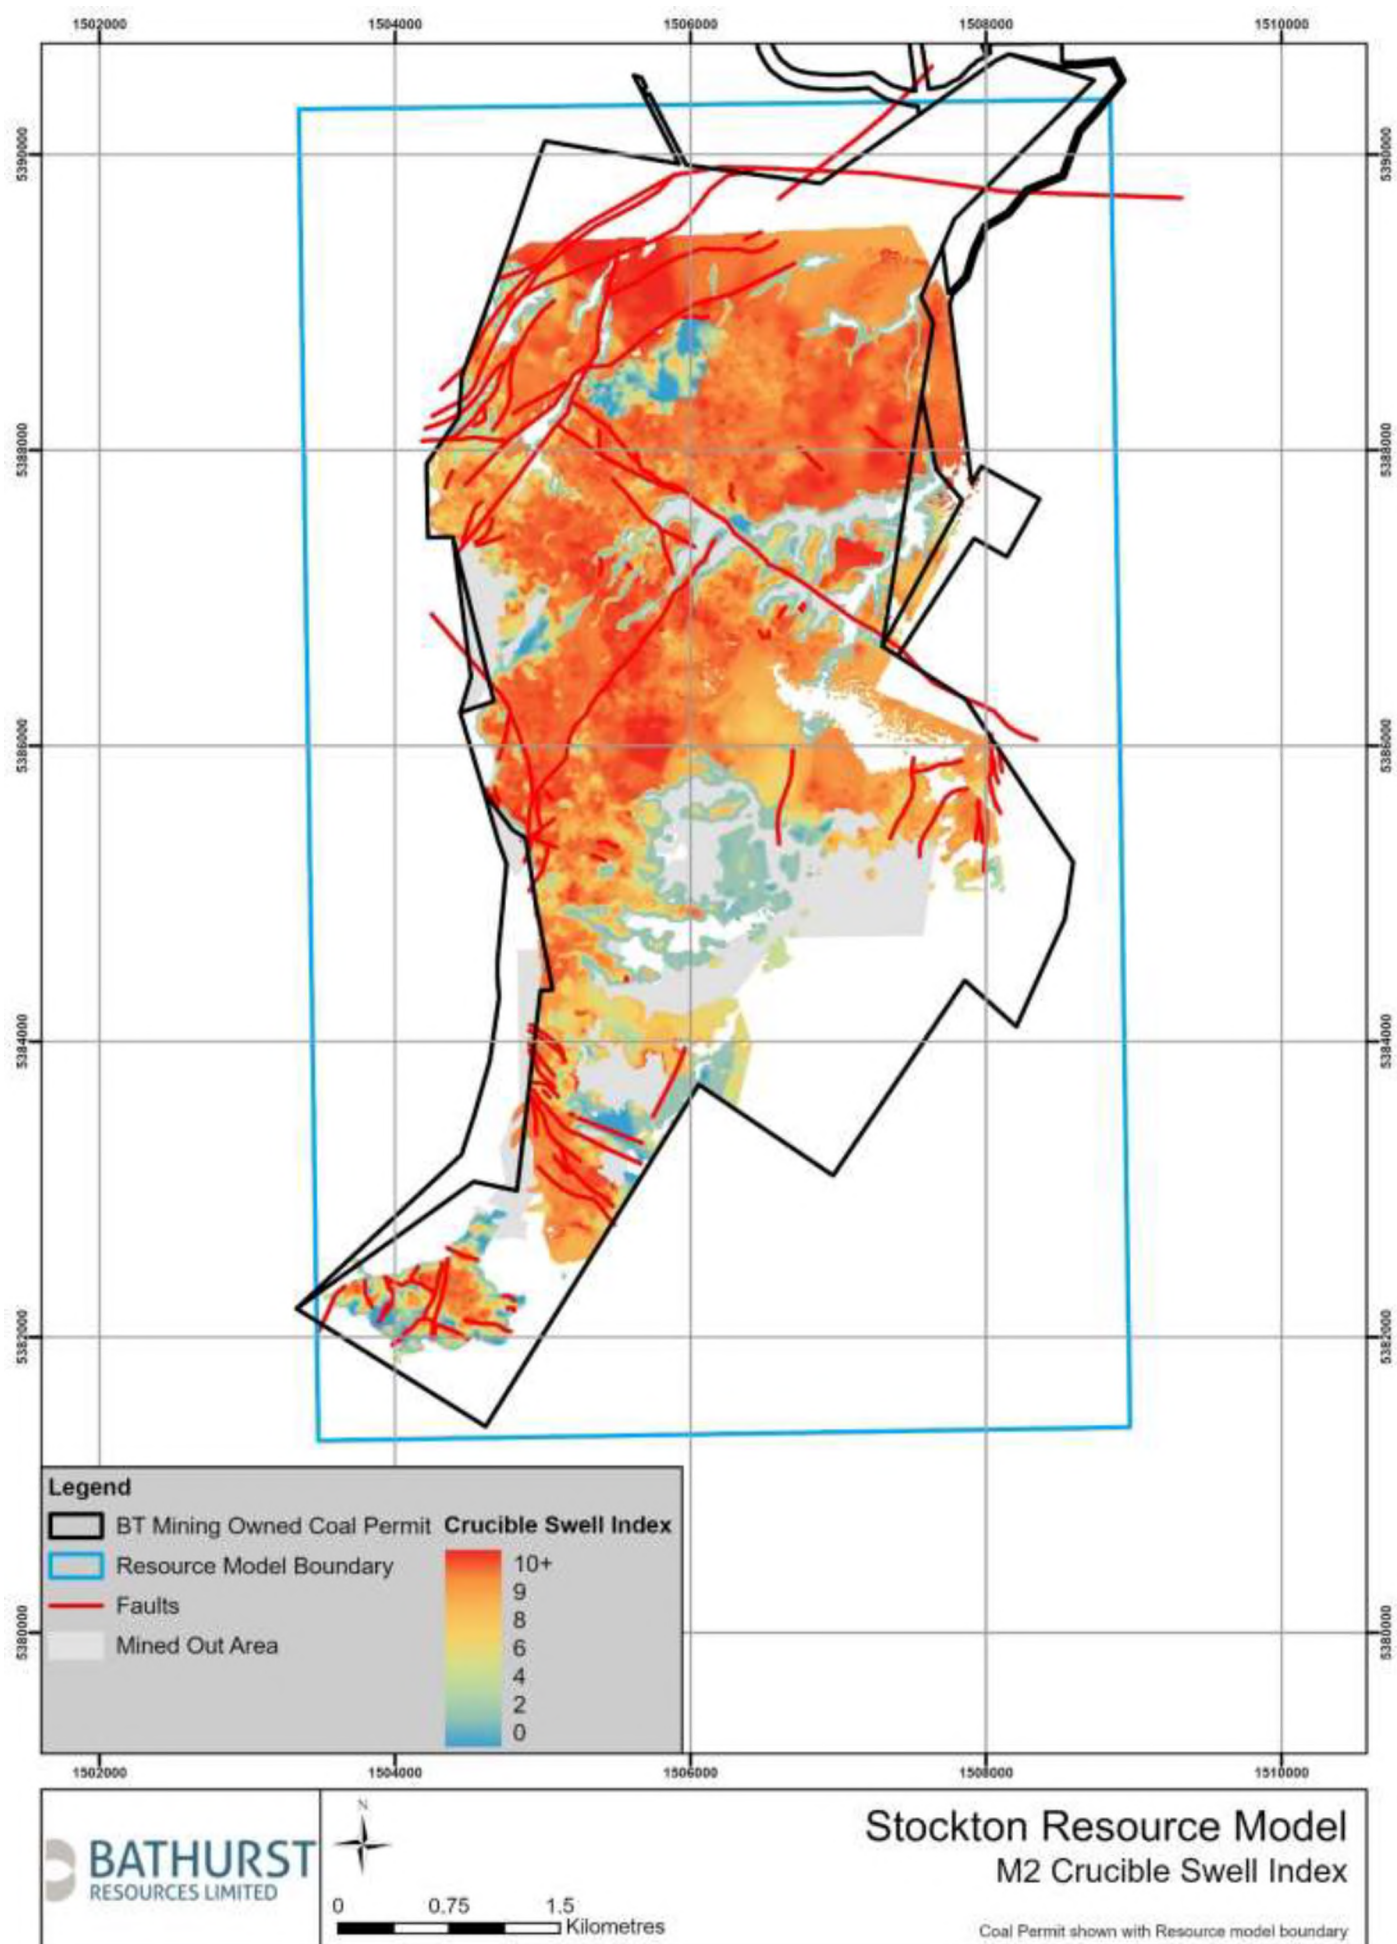 1502000 1504000 1506000 1508000 1510000
5390000 5390000
5388000 5388000
5386000 5386000
5384000 5384000
5382000 5382000
5380000 5380000
Legend
BT Mining Owned Coal Permit
Resource Model Boundary
Faults
Mined Out Area
Crucible Swell Index
10+
9
8
6
4
2
0
1502000 1504000 1506000 1508000 1510000
BATHURST
RESOURCES LIMITED
N
0 0.75 1.5
Kilometres
Stockton Resource Model
M2 Crucible Swell Index
Coal Permit shown with Resource model boundary